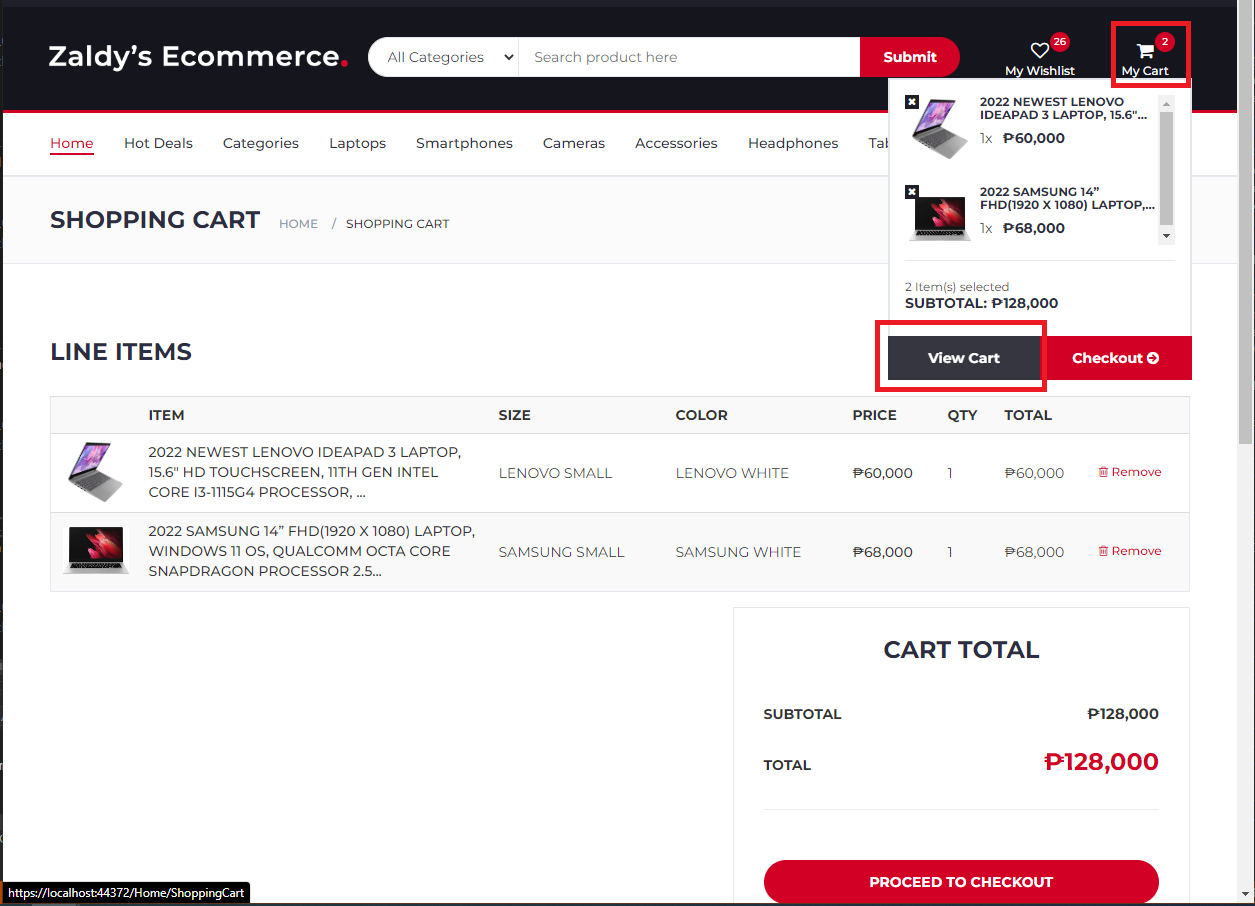 Zaldy’s Ecommerce.
All Categories
Search product here
Submit
26
My Wishlist
2
My Cart
Home
Hot Deals
Categories
Laptops
Smartphones
Cameras
Accessories
Headphones
Tab
2022 NEWEST LENOVO
IDEAPAD 3 LAPTOP, 15.6"...
1x ₱60,000
2022 SAMSUNG 14”
FHD(1920 X 1080) LAPTOP,...
1x ₱68,000
2 Item(s) selected
SUBTOTAL: ₱128,000
View Cart
Checkout
SHOPPING CART
HOME / SHOPPING CART
LINE ITEMS
ITEM SIZE COLOR PRICE QTY TOTAL
2022 NEWEST LENOVO IDEAPAD 3 LAPTOP,
15.6" HD TOUCHSCREEN, 11TH GEN INTEL
CORE I3-1115G4 PROCESSOR, ...
LENOVO SMALL
LENOVO WHITE
₱60,000
1
₱60,000
Remove
2022 SAMSUNG 14” FHD(1920 X 1080) LAPTOP,
WINDOWS 11 OS, QUALCOMM OCTA CORE
SNAPDRAGON PROCESSOR 2.5...
SAMSUNG SMALL
SAMSUNG WHITE
₱68,000
1
₱68,000
Remove
CART TOTAL
SUBTOTAL ₱128,000
TOTAL ₱128,000
PROCEED TO CHECKOUT
https://localhost:44372/Home/ShoppingCart